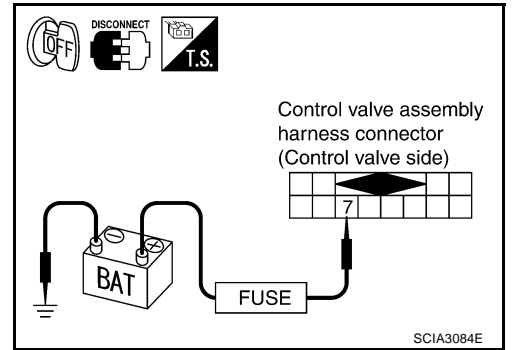 DISCONNECT
OFF
T.S.
Control valve assembly
harness connector
(Control valve side)
7
BAT
FUSE
SCIA3084E